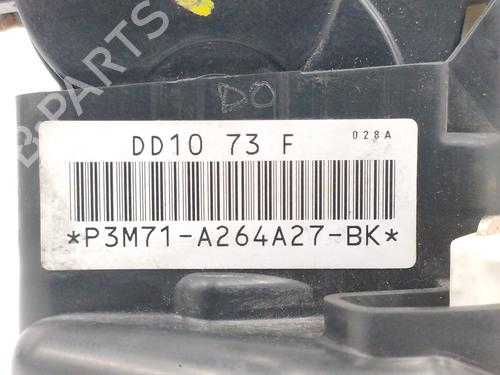 B-PARTS
DO
DD10 73 F 028A
*P3M71-A264A27-BK*